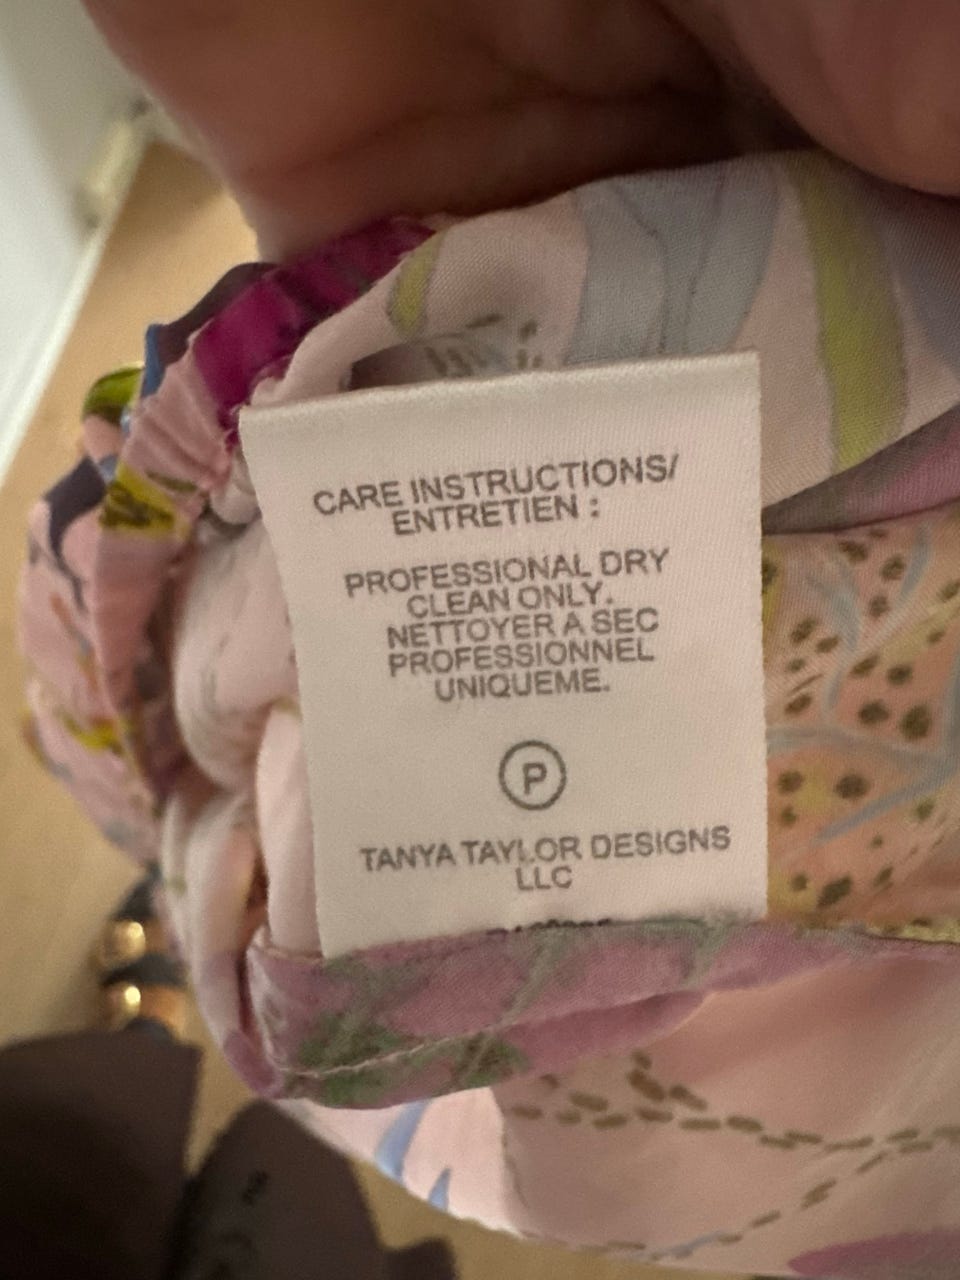 CARE INSTRUCTIONS/
ENTRETIEN :
PROFESSIONAL DRY
CLEAN ONLY.
NETTOYER A SEC
PROFESSIONNEL
UNIQUEME.
P
TANYA TAYLOR DESIGNS
LLC